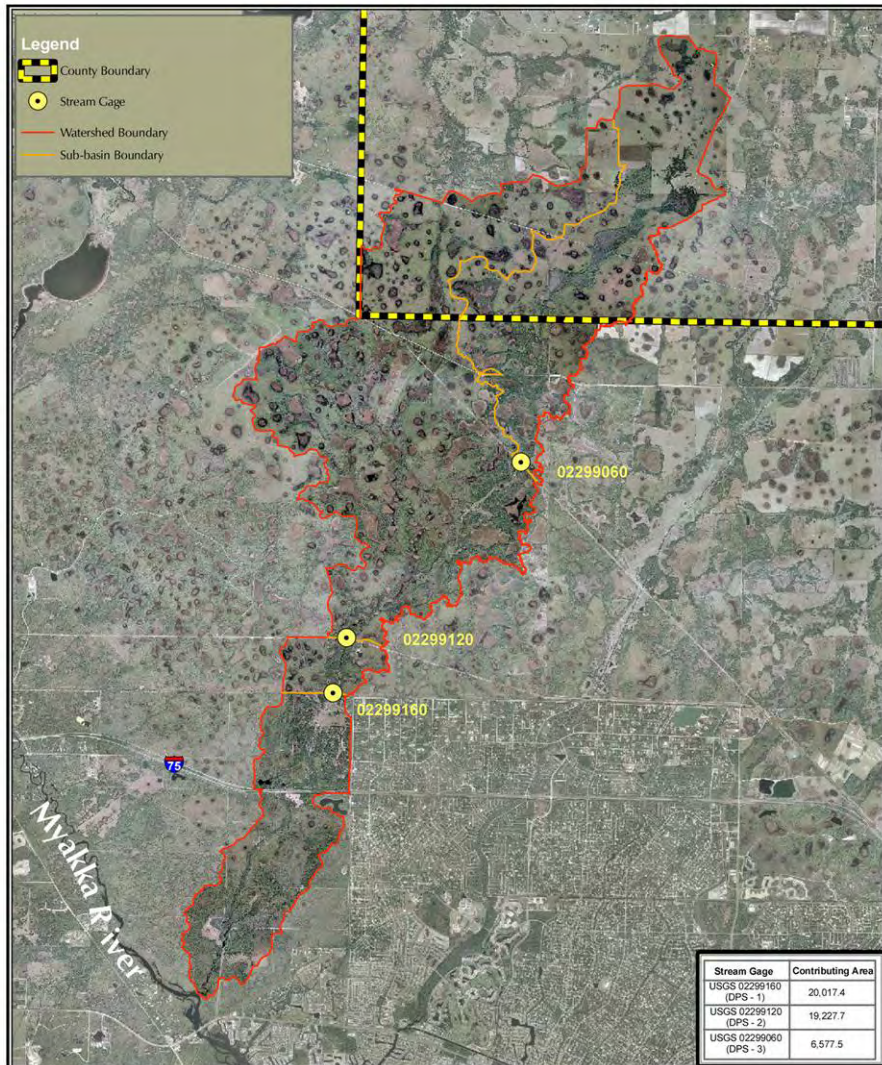 Legend
County Boundary
Stream Gage
Watershed Boundary
Sub-basin Boundary
02299060
02299120
02299160
75
Myakka River
Stream Gage Contributing Area
USGS 02299160
(DPS - 1) 20,017.4
USGS 02299120
(DPS - 2) 19,227.7
USGS 02299060
(DPS - 3) 6,577.5